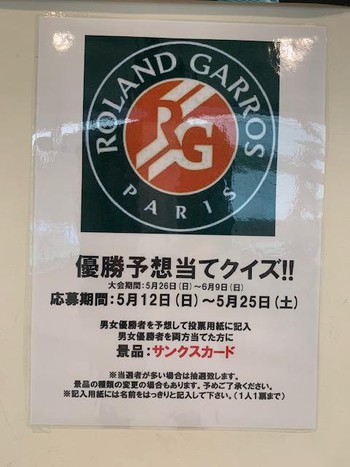 ROLAND GARROS
RG
PARIS
優勝予想当てクイズ!!
大会期間:5月26日(日)～6月9日(日)
応募期間:5月12日(日)～5月25日(土)
男女優勝者を予想して投票用紙に記入
男女優勝者を両方当てた方に
景品:サンクスカード
※当選者が多い場合は抽選致します。
景品の種類の変更の場合もあります。予めご了承ください。
※記入用紙には名前をはっきりと記入して下さい。(1人1票まで)